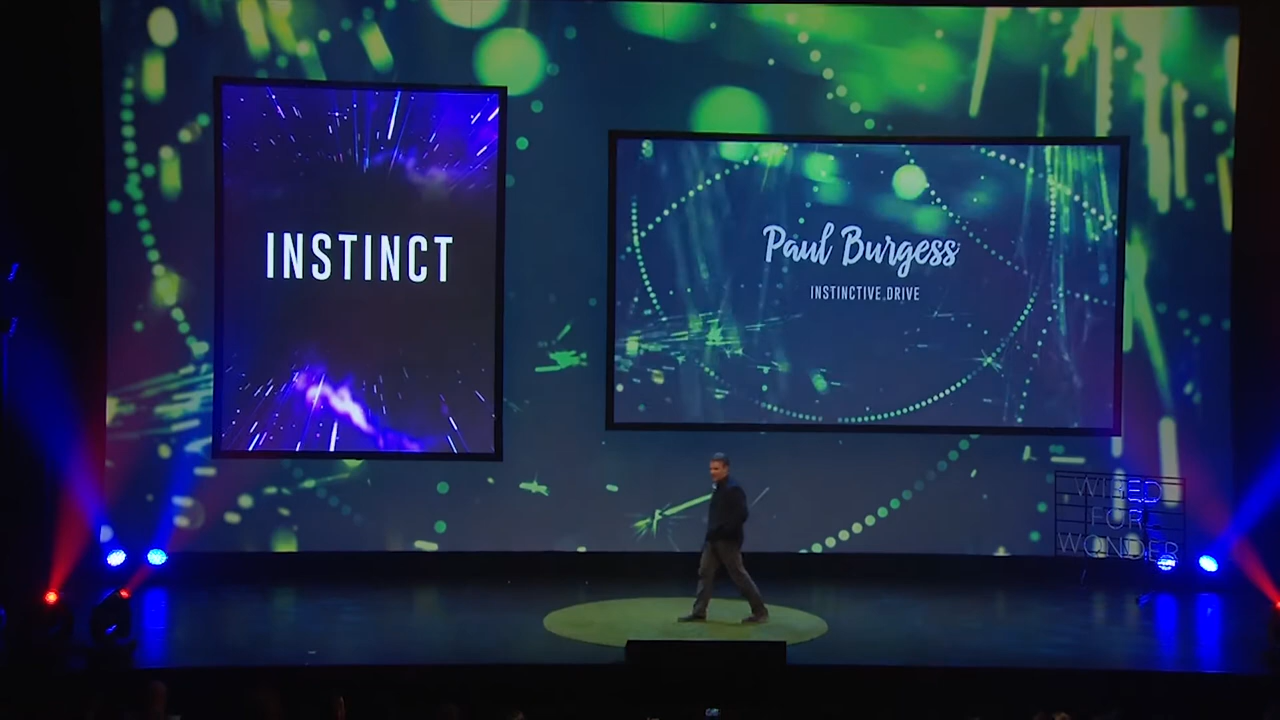 INSTINCT
Paul Burgess
INSTINCTIVE DRIVE
WIRED
FOR
WONDER